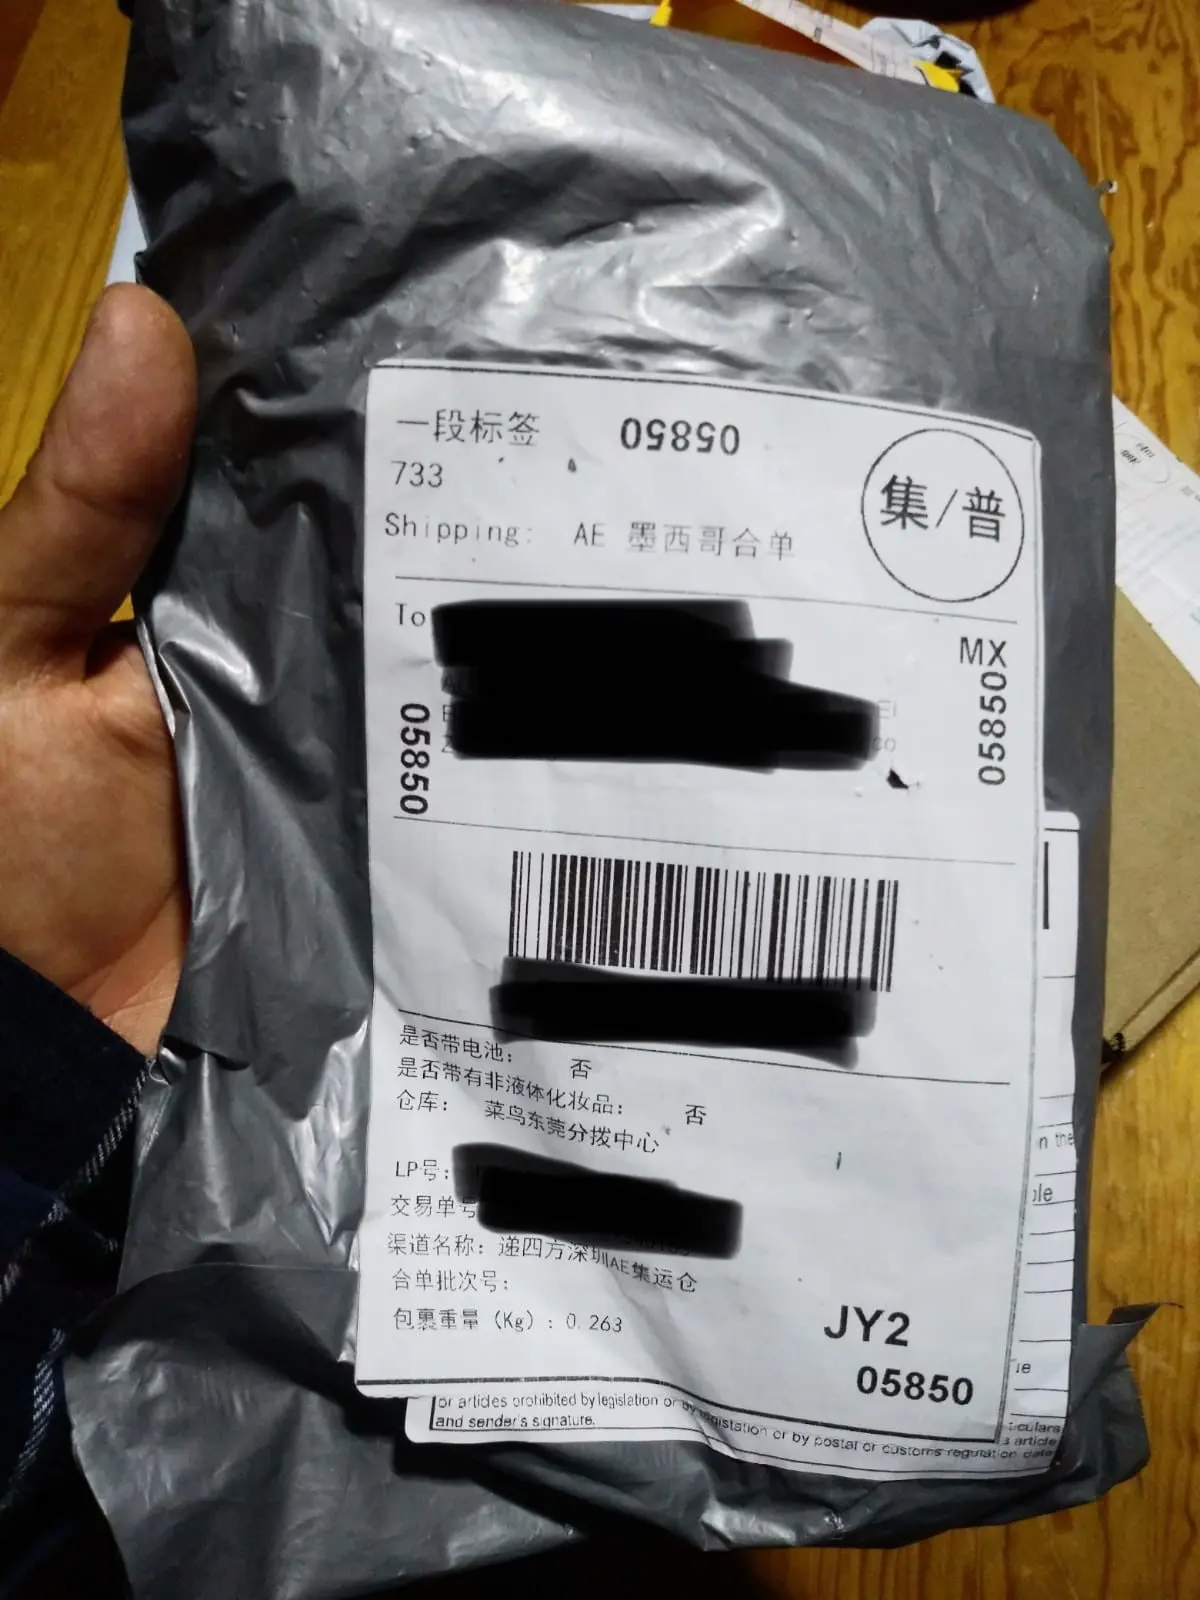 一段标签
05850
集/普
733
Shipping: AE 墨西哥合单
To
MX
05850
05850
EI
co
是否带电池: 否
是否带有非液体化妆品: 否
仓库: 菜鸟东莞分拨中心
LP号:
交易单号
渠道名称: 递四方深圳AE集运仓
合单批次号:
包裹重量 (Kg) : 0.263
JY2
05850
or articles prohibited by legislation or by postal or customs regulation
and sender's signature.
n the
ticulars
article